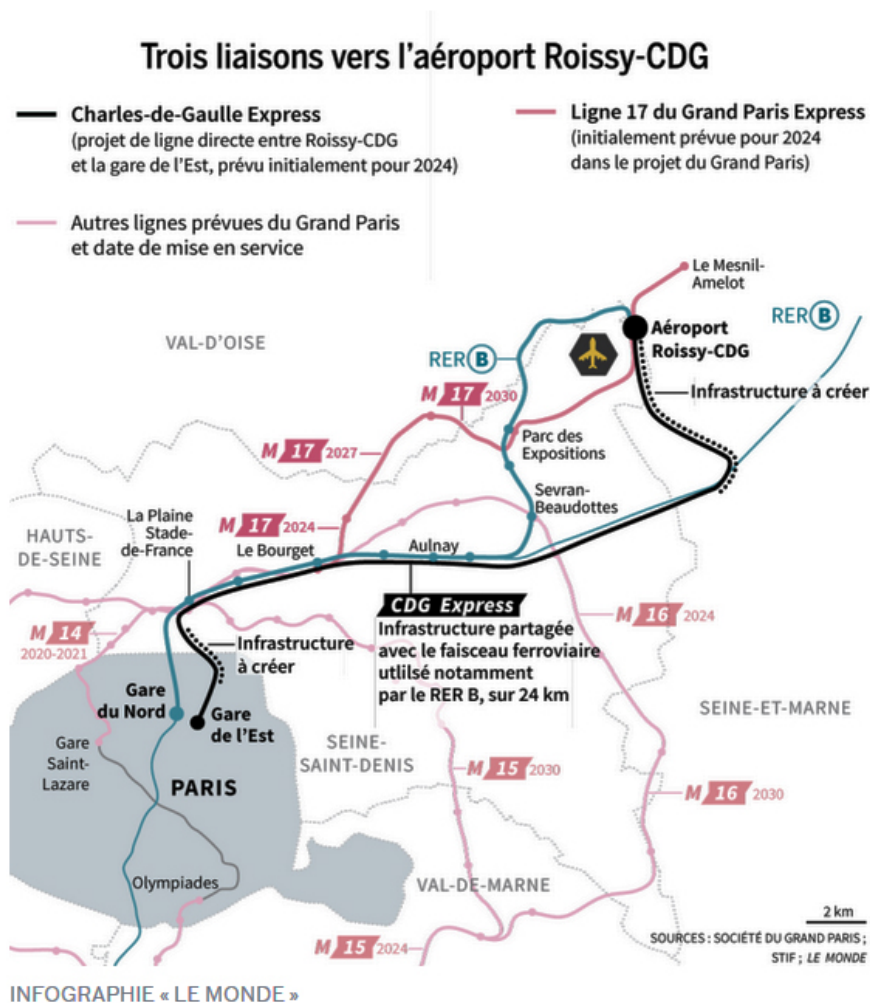 Trois liaisons vers l'aéroport Roissy-CDG
Charles-de-Gaulle Express
(projet de ligne directe entre Roissy-CDG
et la gare de l'Est, prévu initialement pour 2024)
Ligne 17 du Grand Paris Express
(initialement prévue pour 2024
dans le projet du Grand Paris)
Autres lignes prévues du Grand Paris
et date de mise en service
Le Mesnil-
Amelot
RER B
VAL-D'OISE
Aéroport
Roissy-CDG
RER B
Infrastructure à créer
M 17 2030
Parc des
Expositions
M 17 2027
Sevran-
Beaudottes
La Plaine
Stade-
de-France
M 17 2024
HAUTS-
DE-SEINE
Le Bourget
Aulnay
CDG Express
Infrastructure partagée
avec le faisceau ferroviaire
utlilsé notamment
par le RER B, sur 24 km
M 16 2024
M 14
2020-2021
Infrastructure
à créer
Gare
du Nord
Gare
de l'Est
SEINE-ET-MARNE
Gare
Saint-
Lazare
SEINE-
SAINT-DENIS
PARIS
M 15 2030
M 16 2030
Olympiades
VAL-DE-MARNE
2 km
M 15 2024
SOURCES : SOCIÉTÉ DU GRAND PARIS ;
STIF ; LE MONDE
INFOGRAPHIE « LE MONDE »